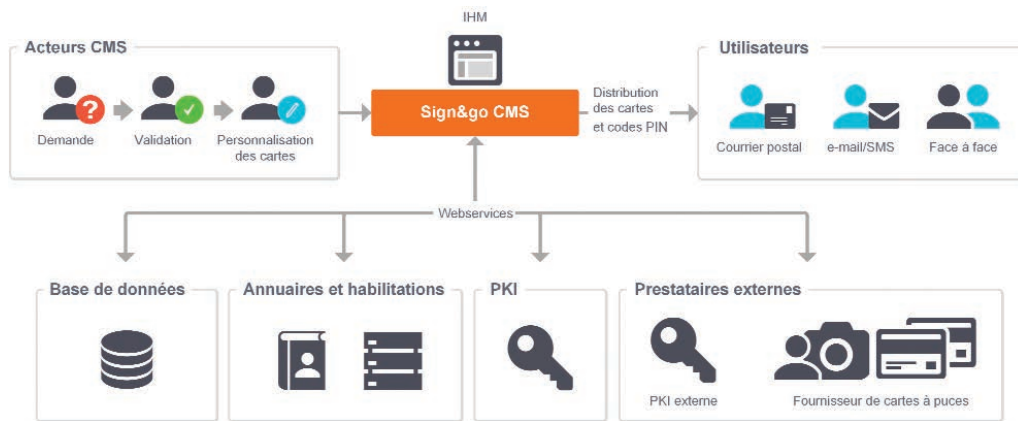 IHM
Acteurs CMS
Demande
Validation
Personnalisation
des cartes
Sign&go CMS
Distribution
des cartes
et codes PIN
Utilisateurs
Courrier postal
e-mail/SMS
Face à face
Webservices
Base de données
Annuaires et habilitations
PKI
Prestataires externes
PKI externe
Fournisseur de cartes à puces